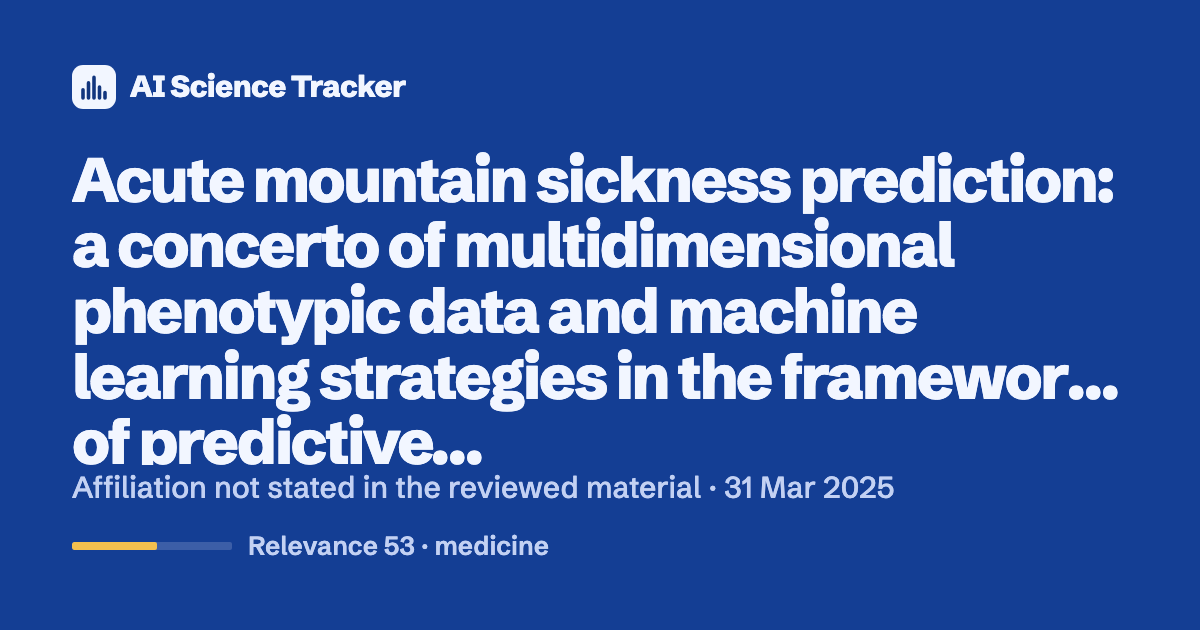 AI Science Tracker
Acute mountain sickness prediction:
a concerto of multidimensional
phenotypic data and machine
learning strategies in the framewor…
of predictive…
Affiliation not stated in the reviewed material · 31 Mar 2025
Relevance 53 · medicine